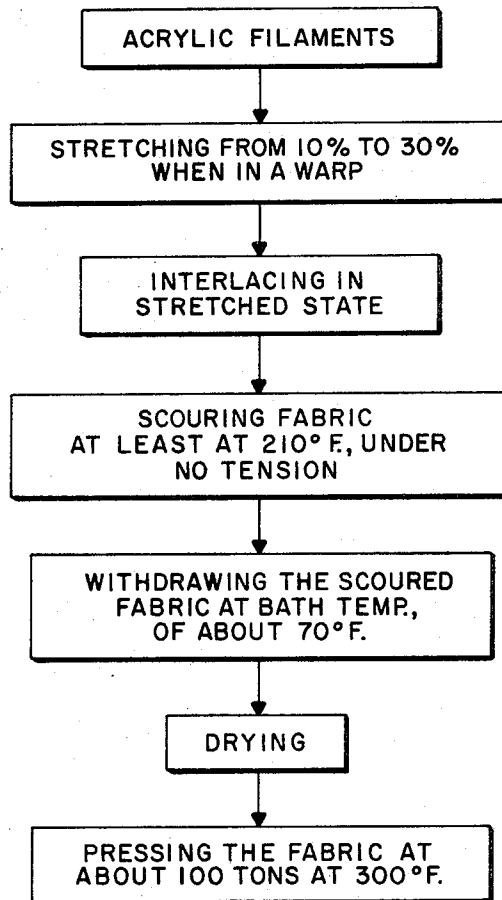 ACRYLIC FILAMENTS
STRETCHING FROM 10% TO 30%
WHEN IN A WARP
INTERLACING IN
STRETCHED STATE
SCOURING FABRIC
AT LEAST AT 210°F., UNDER
NO TENSION
WITHDRAWING THE SCOURED
FABRIC AT BATH TEMP.,
OF ABOUT 70°F.
DRYING
PRESSING THE FABRIC AT
ABOUT 100 TONS AT 300°F.